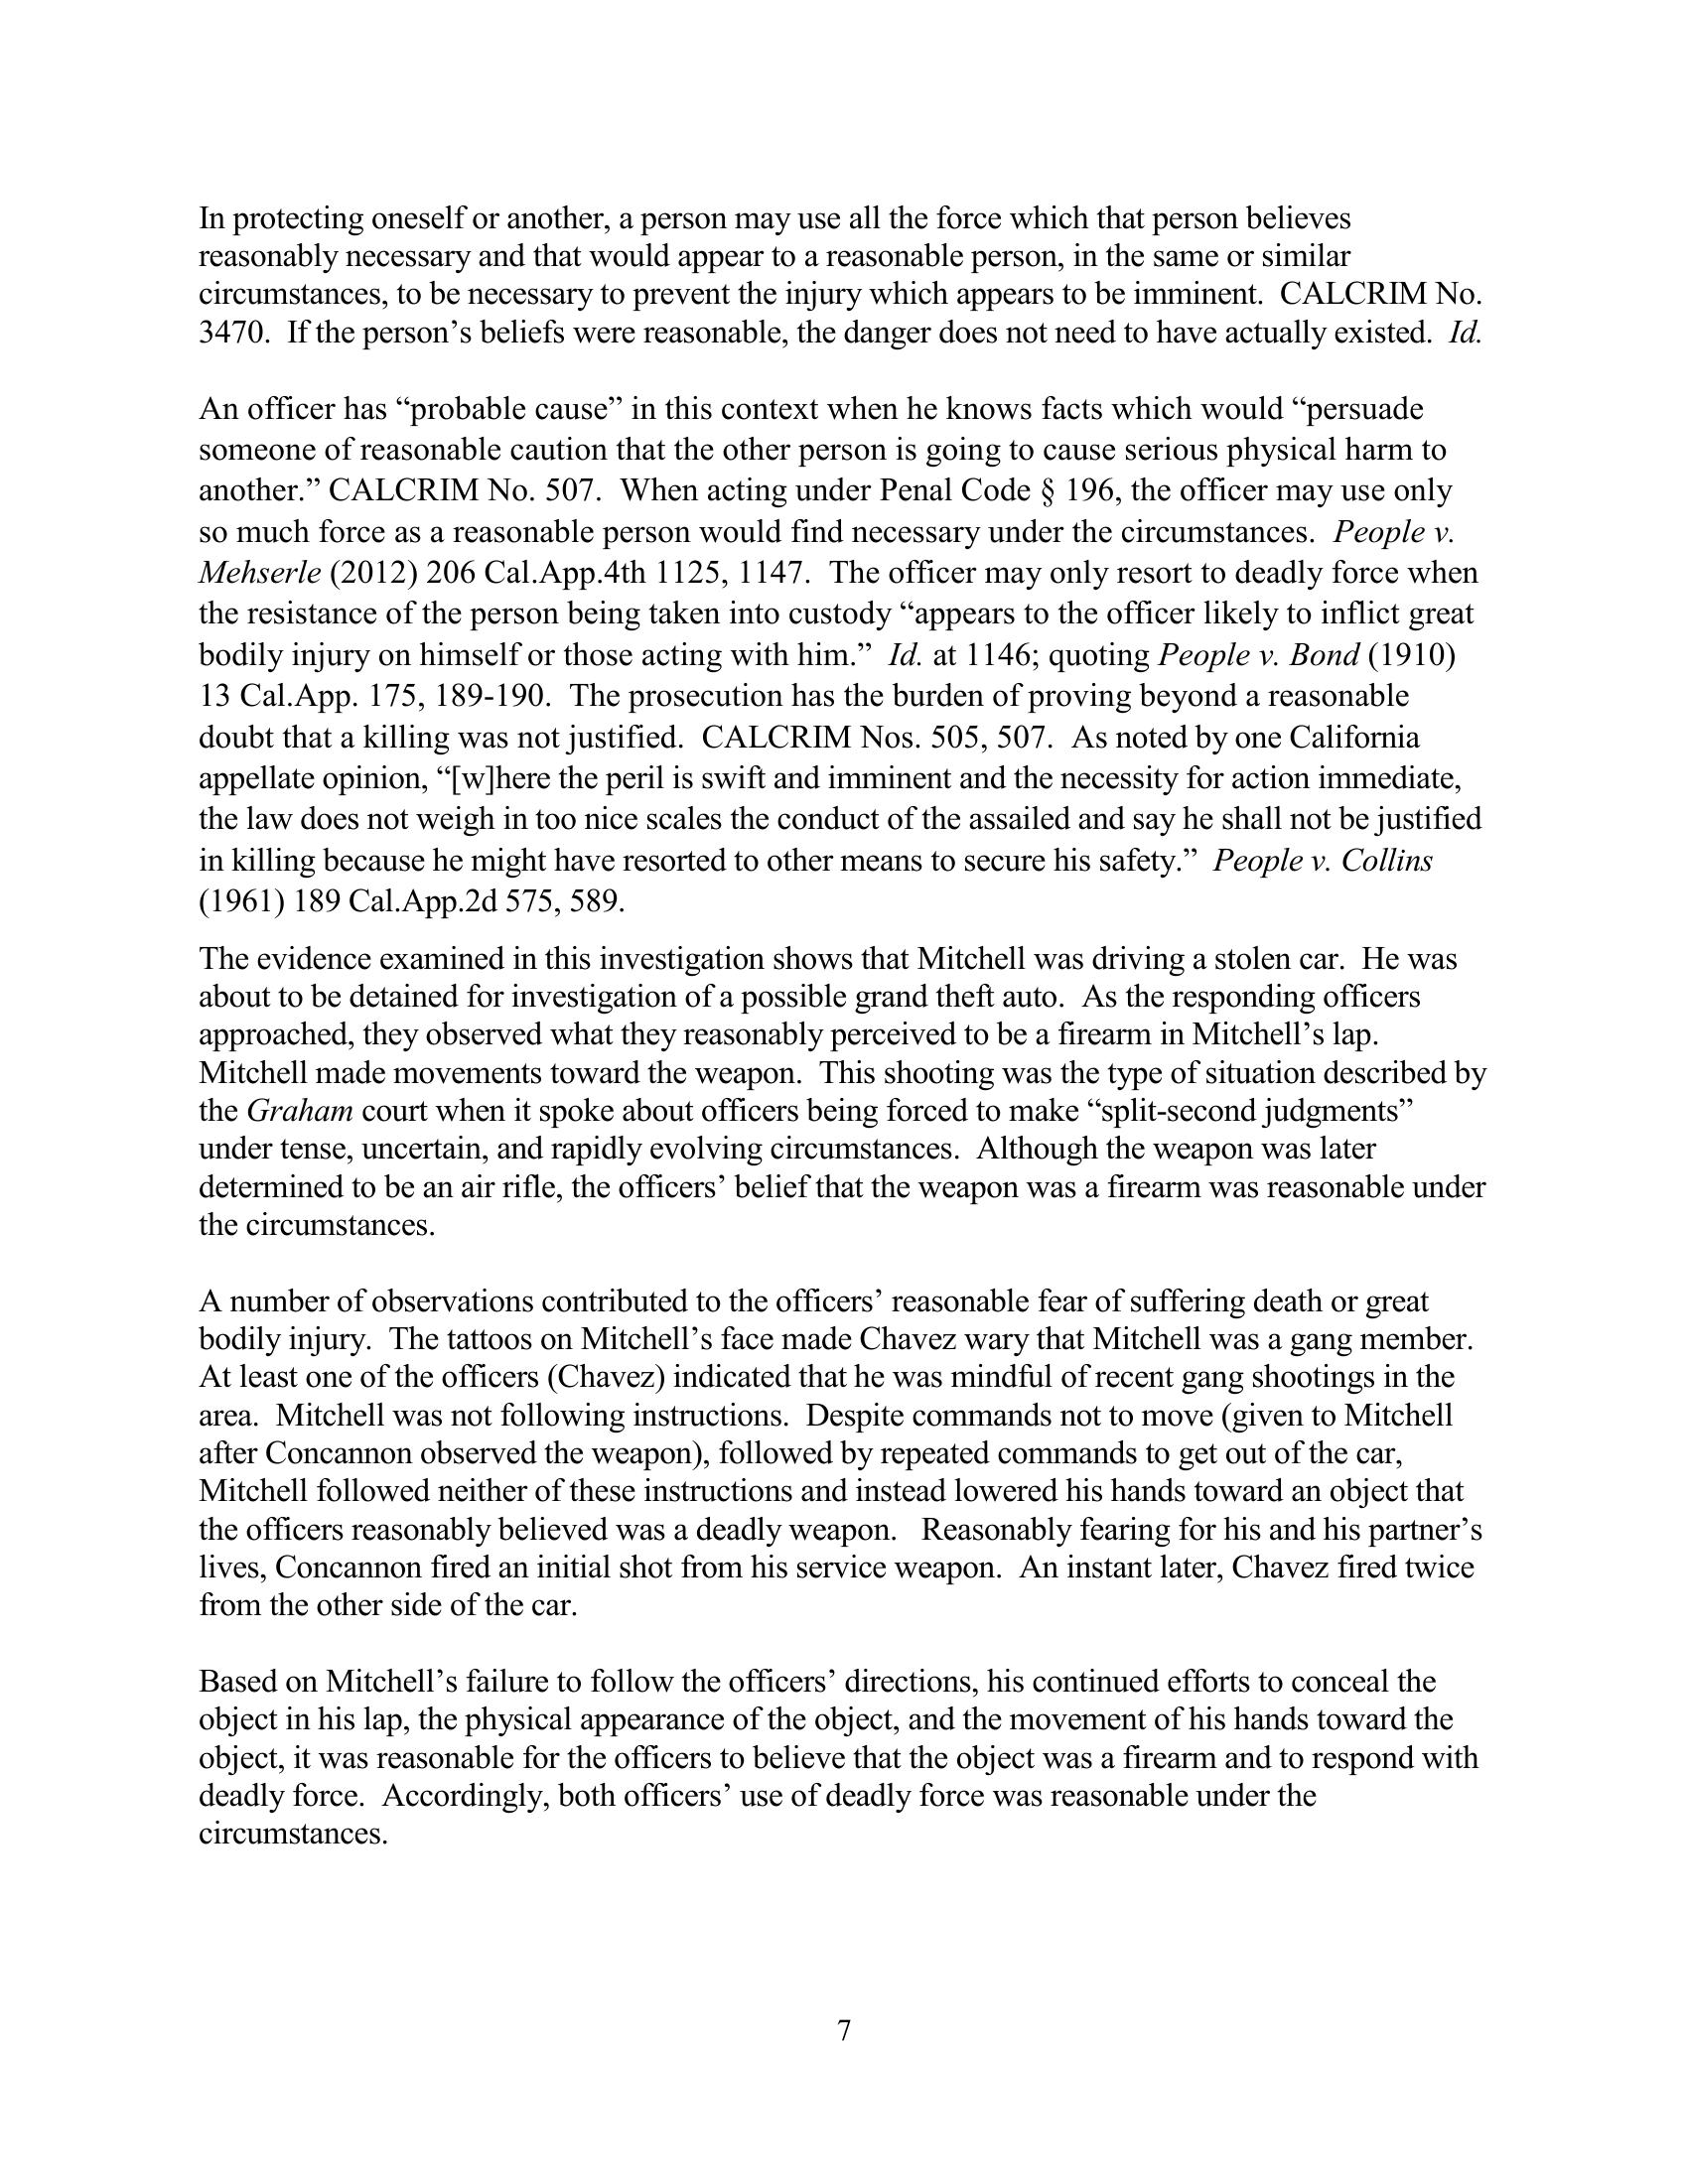 In protecting oneself or another, a person may use all the force which that person believes
reasonably necessary and that would appear to a reasonable person, in the same or similar
circumstances, to be necessary to prevent the injury which appears to be imminent.  CALCRIM No.
3470.  If the person’s beliefs were reasonable, the danger does not need to have actually existed.  Id.
An officer has “probable cause” in this context when he knows facts which would “persuade
someone of reasonable caution that the other person is going to cause serious physical harm to
another.” CALCRIM No. 507.  When acting under Penal Code § 196, the officer may use only
so much force as a reasonable person would find necessary under the circumstances.  People v.
Mehserle (2012) 206 Cal.App.4th 1125, 1147.  The officer may only resort to deadly force when
the resistance of the person being taken into custody “appears to the officer likely to inflict great
bodily injury on himself or those acting with him.”  Id. at 1146; quoting People v. Bond (1910)
13 Cal.App. 175, 189-190.  The prosecution has the burden of proving beyond a reasonable
doubt that a killing was not justified.  CALCRIM Nos. 505, 507.  As noted by one California
appellate opinion, “[w]here the peril is swift and imminent and the necessity for action immediate,
the law does not weigh in too nice scales the conduct of the assailed and say he shall not be justified
in killing because he might have resorted to other means to secure his safety.”  People v. Collins
(1961) 189 Cal.App.2d 575, 589.
The evidence examined in this investigation shows that Mitchell was driving a stolen car.  He was
about to be detained for investigation of a possible grand theft auto.  As the responding officers
approached, they observed what they reasonably perceived to be a firearm in Mitchell’s lap.
Mitchell made movements toward the weapon.  This shooting was the type of situation described by
the Graham court when it spoke about officers being forced to make “split-second judgments”
under tense, uncertain, and rapidly evolving circumstances.  Although the weapon was later
determined to be an air rifle, the officers’ belief that the weapon was a firearm was reasonable under
the circumstances.
A number of observations contributed to the officers’ reasonable fear of suffering death or great
bodily injury.  The tattoos on Mitchell’s face made Chavez wary that Mitchell was a gang member.
At least one of the officers (Chavez) indicated that he was mindful of recent gang shootings in the
area.  Mitchell was not following instructions.  Despite commands not to move (given to Mitchell
after Concannon observed the weapon), followed by repeated commands to get out of the car,
Mitchell followed neither of these instructions and instead lowered his hands toward an object that
the officers reasonably believed was a deadly weapon.   Reasonably fearing for his and his partner’s
lives, Concannon fired an initial shot from his service weapon.  An instant later, Chavez fired twice
from the other side of the car.
Based on Mitchell’s failure to follow the officers’ directions, his continued efforts to conceal the
object in his lap, the physical appearance of the object, and the movement of his hands toward the
object, it was reasonable for the officers to believe that the object was a firearm and to respond with
deadly force.  Accordingly, both officers’ use of deadly force was reasonable under the
circumstances.
7